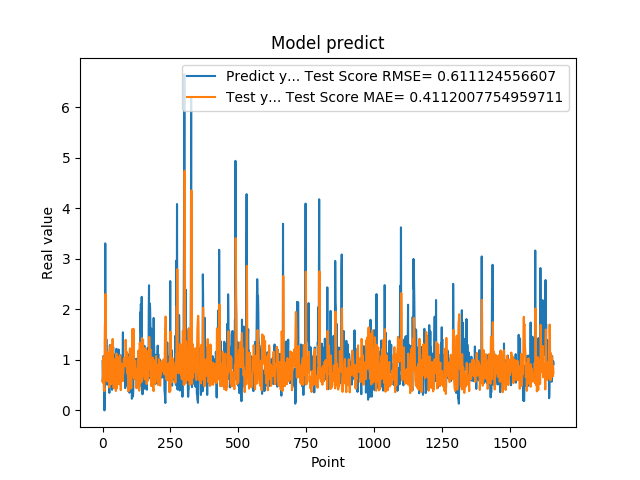 Model predict
Predict y... Test Score RMSE= 0.611124556607
Test y... Test Score MAE= 0.4112007754959711
Real value
6
5
4
3
2
1
0
0 250 500 750 1000 1250 1500
Point